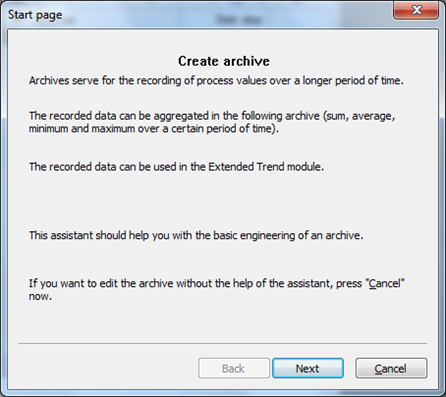 Start page
Create archive
Archives serve for the recording of process values over a longer period of time.
The recorded data can be aggregated in the following archive (sum, average,
minimum and maximum over a certain period of time).
The recorded data can be used in the Extended Trend module.
This assistant should help you with the basic engineering of an archive.
If you want to edit the archive without the help of the assistant, press "Cancel"
now.
Back
Next
Cancel